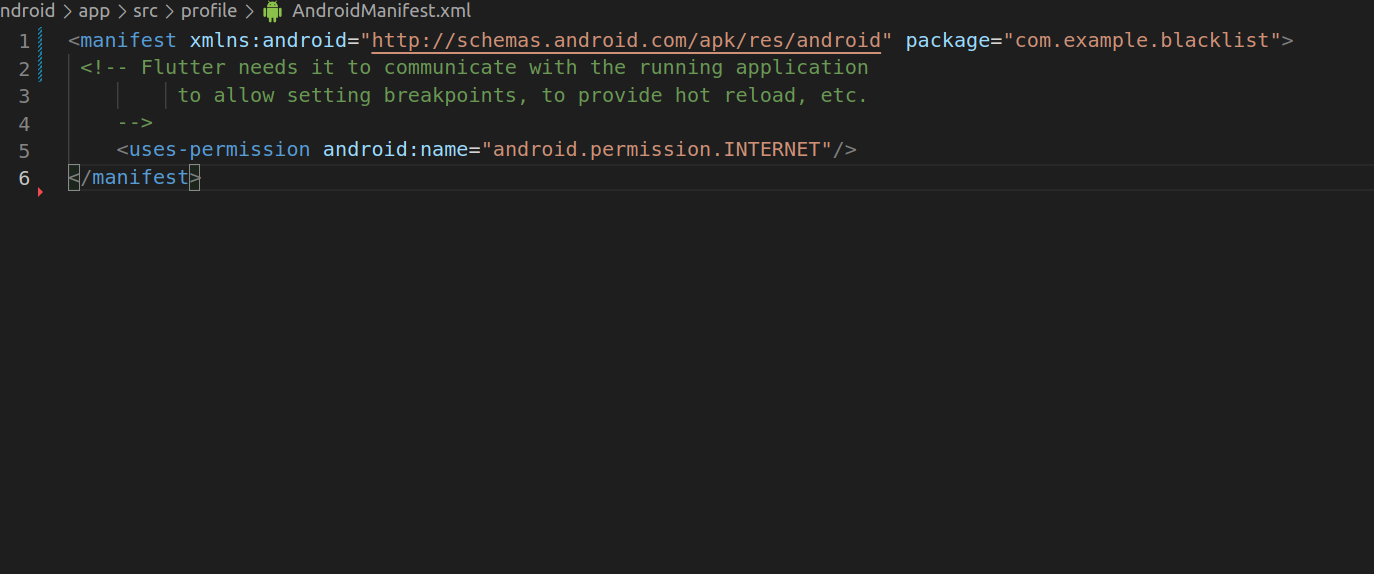 ndroid > app > src > profile > AndroidManifest.xml
1 <manifest xmlns:android="http://schemas.android.com/apk/res/android" package="com.example.blacklist">
2 <!-- Flutter needs it to communicate with the running application
3 to allow setting breakpoints, to provide hot reload, etc.
4 -->
5 <uses-permission android:name="android.permission.INTERNET"/>
6 </manifest>